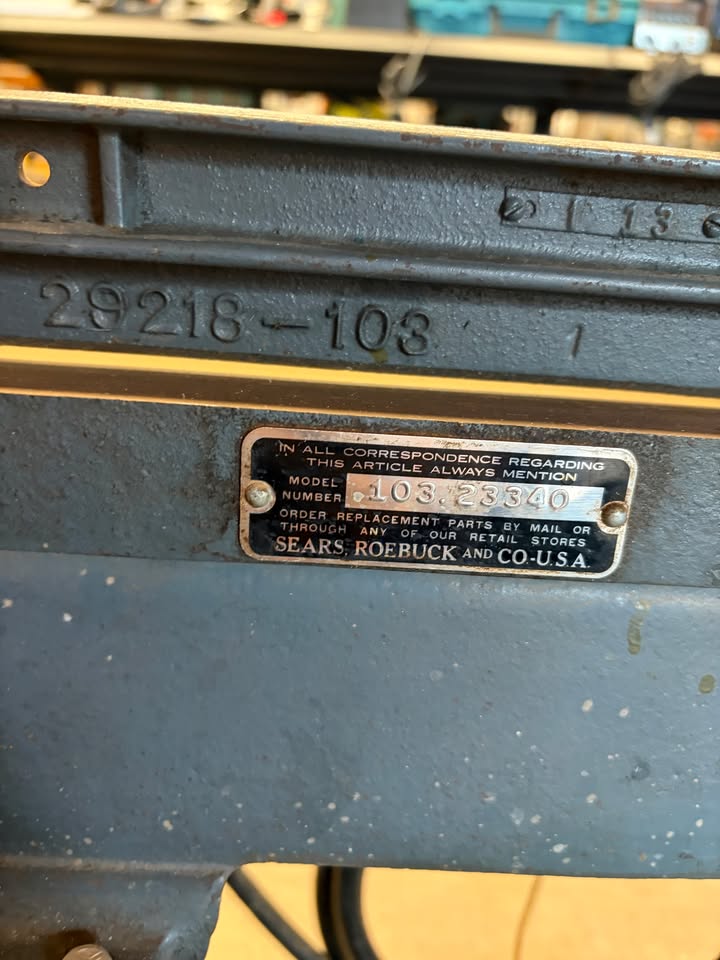 1 13
29218-103 1
IN ALL CORRESPONDENCE REGARDING
THIS ARTICLE ALWAYS MENTION
MODEL
NUMBER 103.23340
ORDER REPLACEMENT PARTS BY MAIL OR
THROUGH ANY OF OUR RETAIL STORES
SEARS, ROEBUCK AND CO.-U.S.A.